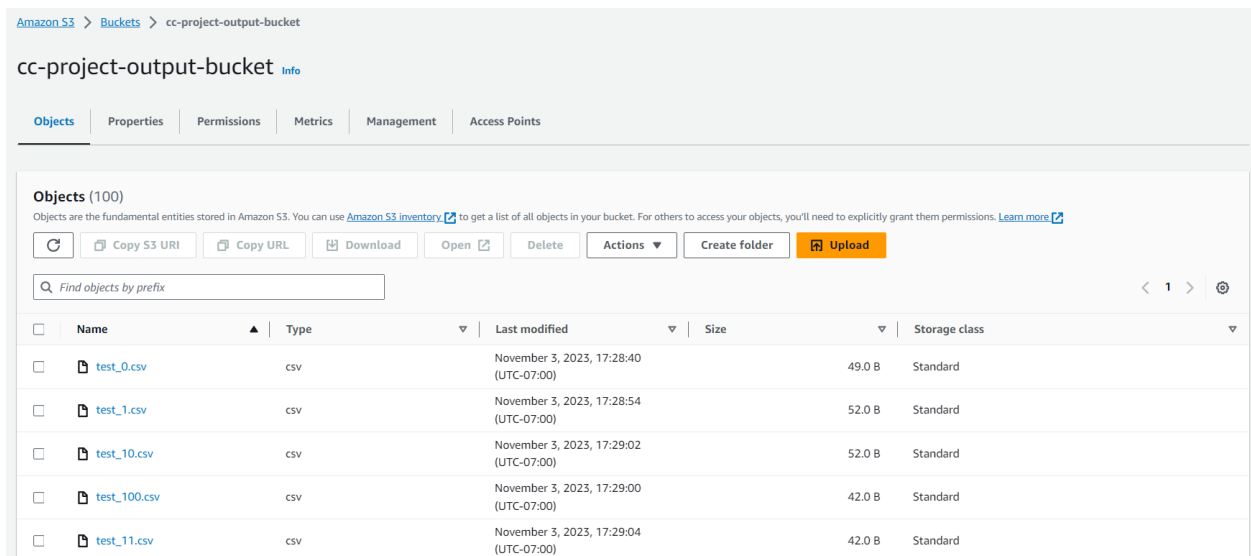 Amazon S3 > Buckets > cc-project-output-bucket
cc-project-output-bucket Info
Objects Properties Permissions Metrics Management Access Points
Objects (100)
Objects are the fundamental entities stored in Amazon S3. You can use Amazon S3 inventory to get a list of all objects in your bucket. For others to access your objects, you'll need to explicitly grant them permissions. Learn more
Copy S3 URI Copy URL Download Open Delete Actions Create folder Upload
Find objects by prefix < 1 >
Name Type Last modified Size Storage class
test_0.csv csv November 3, 2023, 17:28:40 (UTC-07:00) 49.0 B Standard
test_1.csv csv November 3, 2023, 17:28:54 (UTC-07:00) 52.0 B Standard
test_10.csv csv November 3, 2023, 17:29:02 (UTC-07:00) 52.0 B Standard
test_100.csv csv November 3, 2023, 17:29:00 (UTC-07:00) 42.0 B Standard
test_11.csv csv November 3, 2023, 17:29:04 (UTC-07:00) 42.0 B Standard